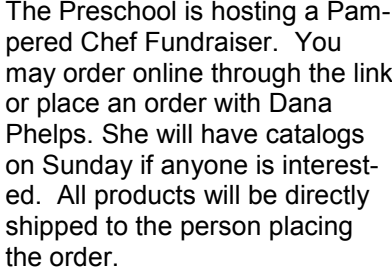 The Preschool is hosting a Pam-
pered Chef Fundraiser.  You
may order online through the link
or place an order with Dana
Phelps. She will have catalogs
on Sunday if anyone is interest-
ed.  All products will be directly
shipped to the person placing
the order.